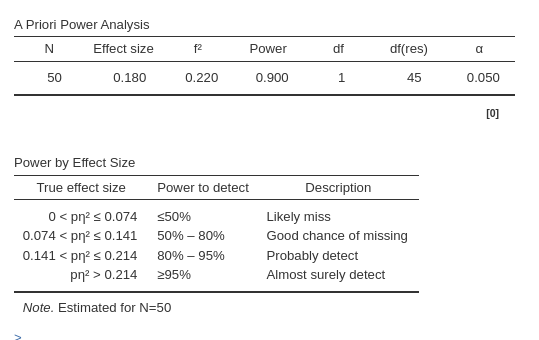 A Priori Power Analysis
N Effect size f² Power df df(res) α
50 0.180 0.220 0.900 1 45 0.050
[0]
Power by Effect Size
True effect size Power to detect Description
0 < pη² ≤ 0.074 ≤50% Likely miss
0.074 < pη² ≤ 0.141 50% – 80% Good chance of missing
0.141 < pη² ≤ 0.214 80% – 95% Probably detect
pη² > 0.214 ≥95% Almost surely detect
Note. Estimated for N=50
>